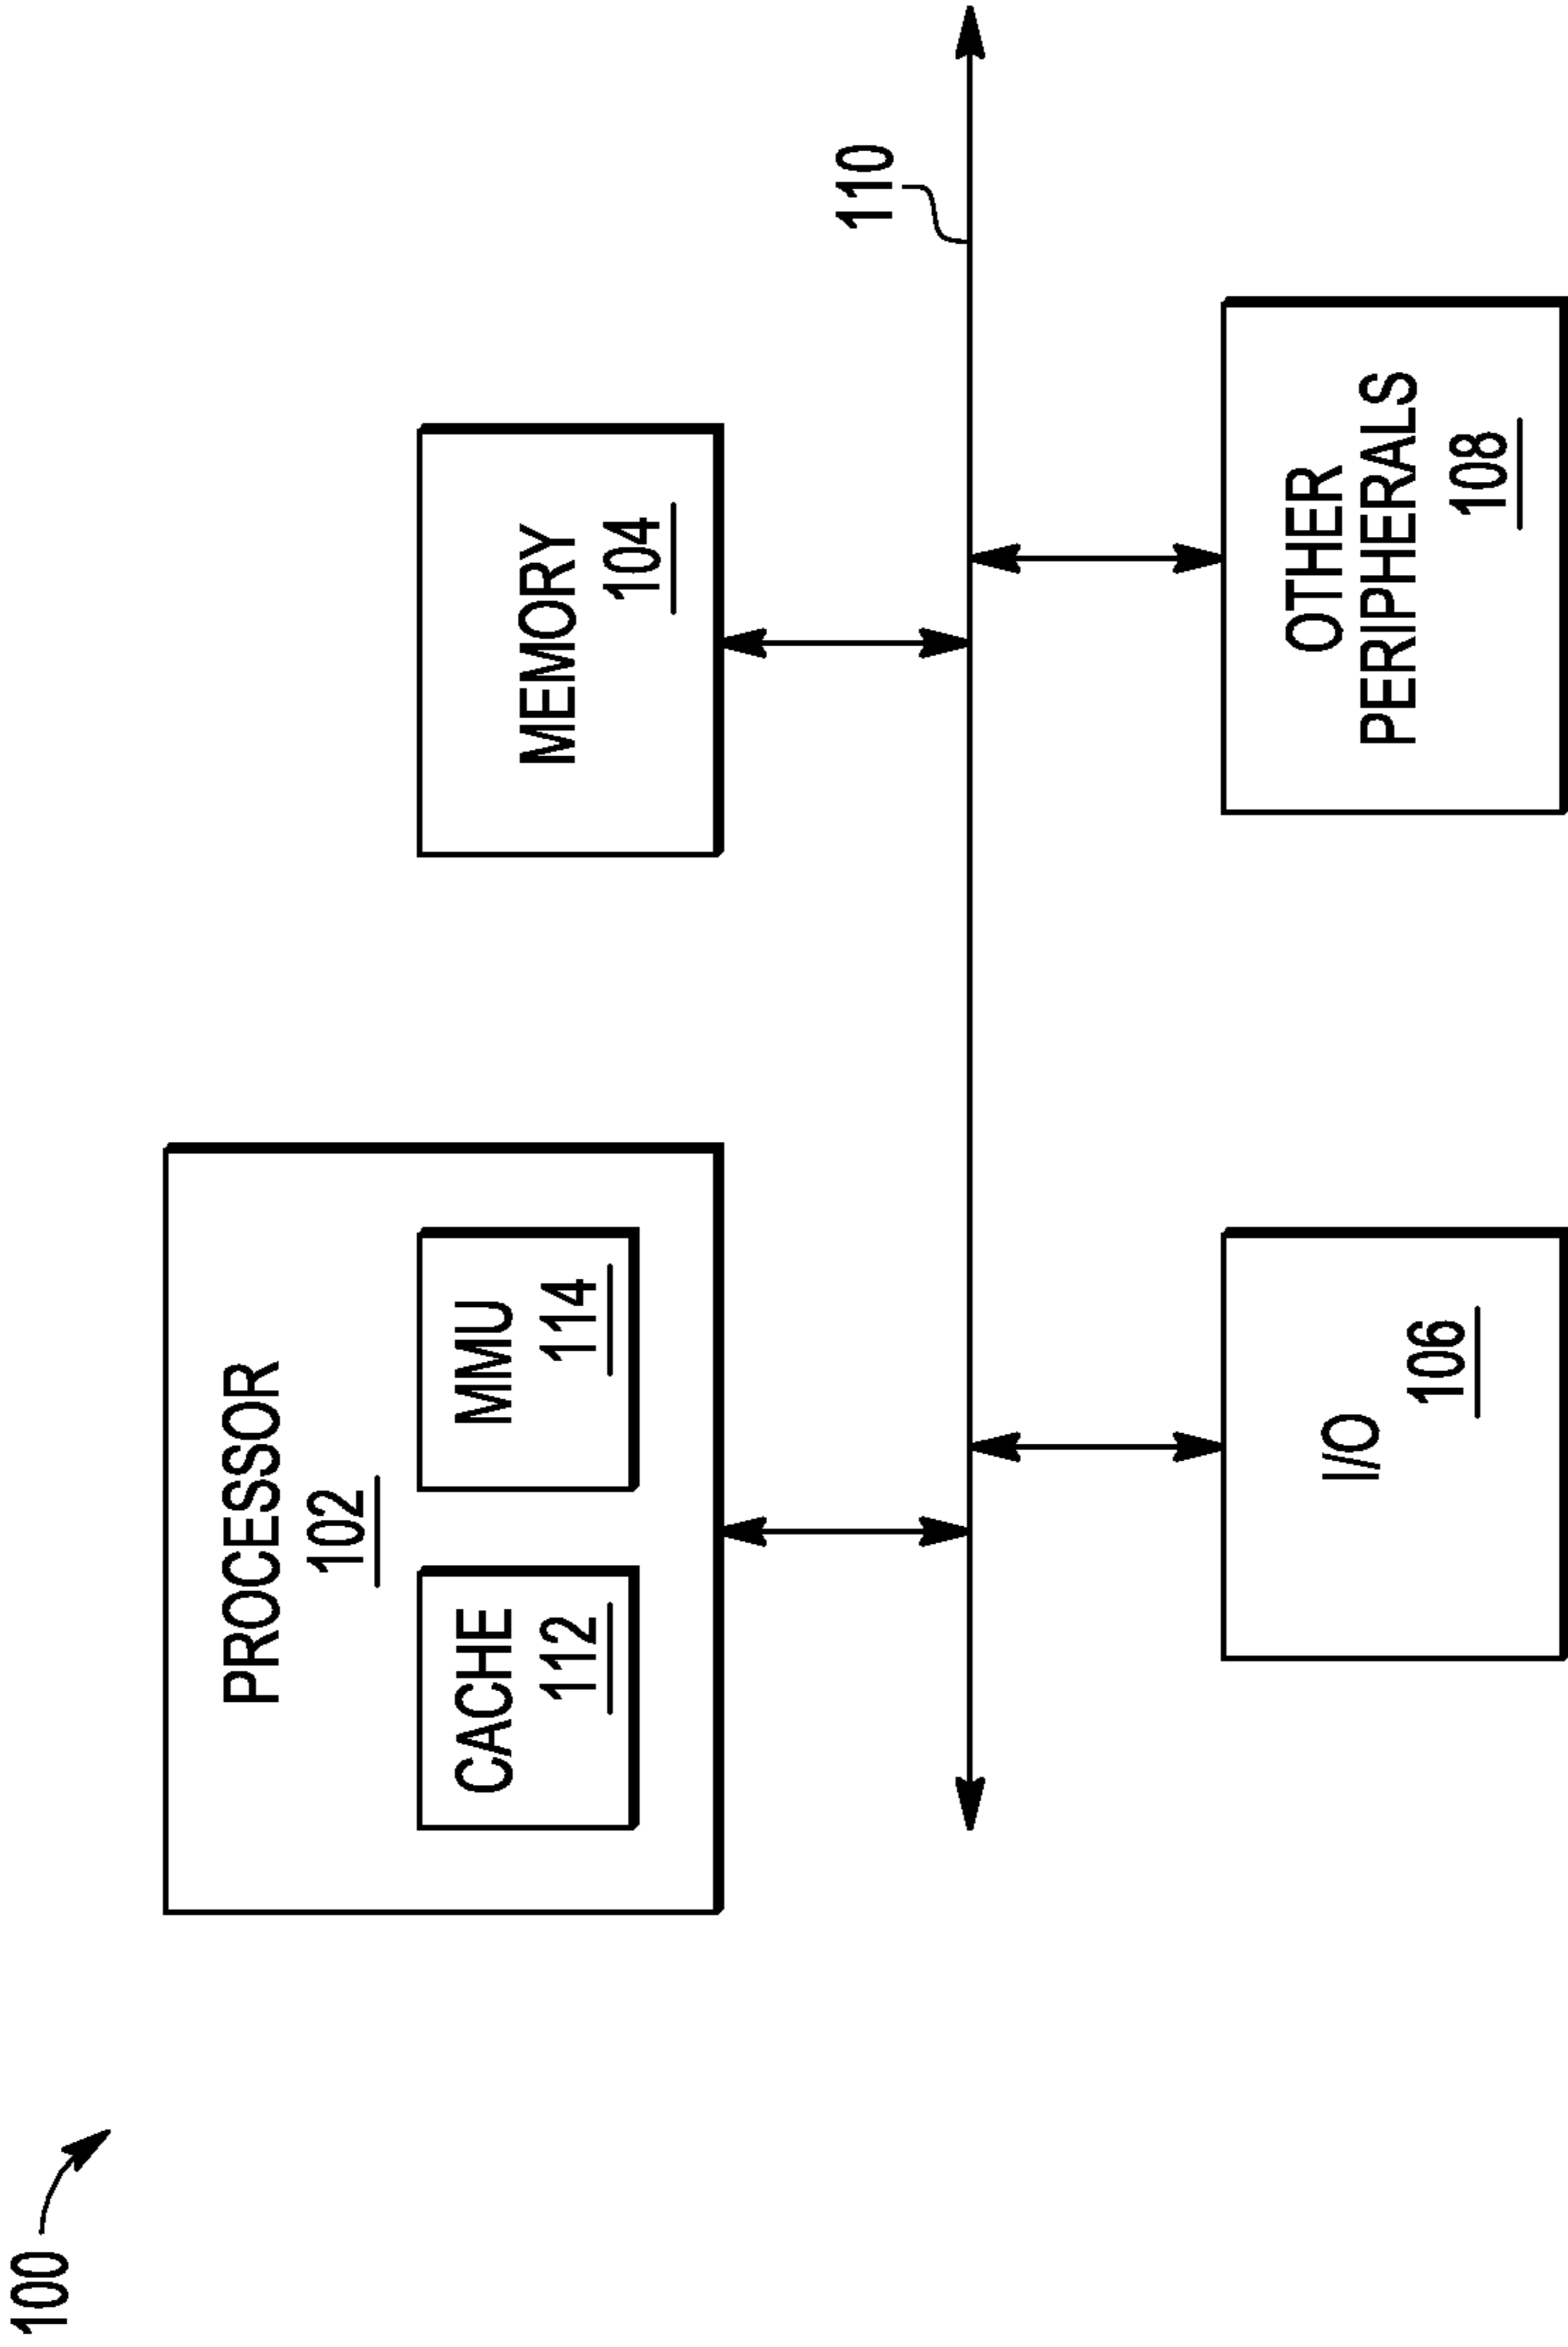 100
PROCESSOR
102
CACHE
112
MMU
114
MEMORY
104
110
I/O
106
OTHER
PERIPHERALS
108